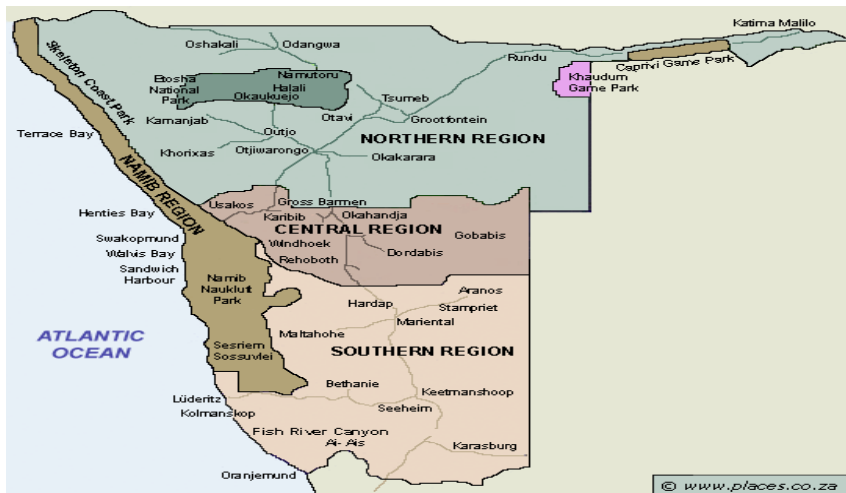 Katima Malilo
Oshakali
Odangwa
Rundu
Caprivi Game Park
Skeleton Coast Park
Etosha
National
Park
Namutoru
Halali
Okaukuejo
Khaudum
Game Park
Tsumeb
Kamanjab
Otavi
Grootfontein
Terrace Bay
Outjo
NORTHERN REGION
Khorixas
Otjiwarongo
Okakarara
NAMIB REGION
Usakos
Gross Barmen
Henties Bay
Karibib
Okahandja
CENTRAL REGION
Swakopmund
Windhoek
Gobabis
Walvis Bay
Rehoboth
Dordabis
Sandwich
Harbour
Namib
Naukluft
Park
Aranos
Hardap
Stampriet
Mariental
ATLANTIC
OCEAN
Maltahohe
Sesriem
Sossuvlei
SOUTHERN REGION
Bethanie
Lüderitz
Keetmanshoop
Kolmanskop
Seeheim
Fish River Canyon
Ai- Ais
Karasburg
Oranjemund
© www.places.co.za